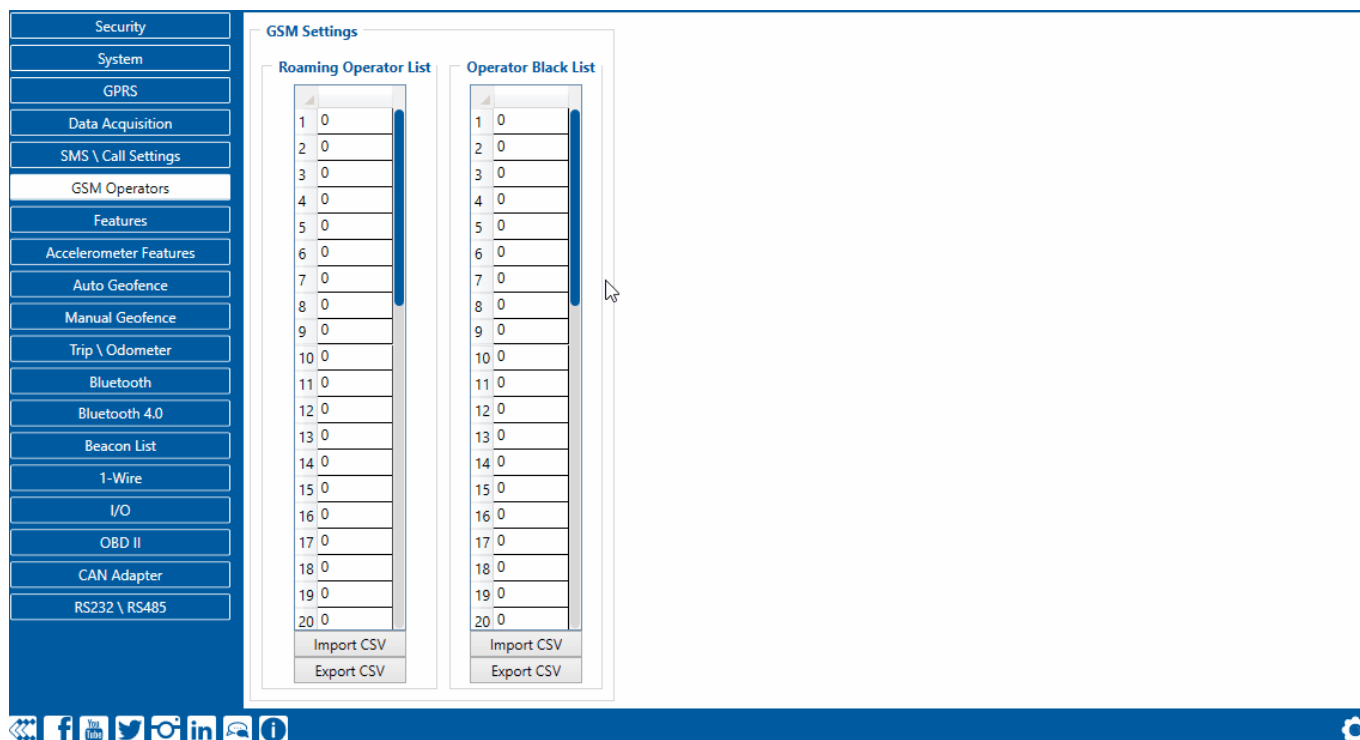 Security
System
GPRS
Data Acquisition
SMS \ Call Settings
GSM Operators
Features
Accelerometer Features
Auto Geofence
Manual Geofence
Trip \ Odometer
Bluetooth
Bluetooth 4.0
Beacon List
1-Wire
I/O
OBD II
CAN Adapter
RS232 \ RS485
GSM Settings
Roaming Operator List
1 0
2 0
3 0
4 0
5 0
6 0
7 0
8 0
9 0
10 0
11 0
12 0
13 0
14 0
15 0
16 0
17 0
18 0
19 0
20 0
Import CSV
Export CSV
Operator Black List
1 0
2 0
3 0
4 0
5 0
6 0
7 0
8 0
9 0
10 0
11 0
12 0
13 0
14 0
15 0
16 0
17 0
18 0
19 0
20 0
Import CSV
Export CSV
f You Tube in i